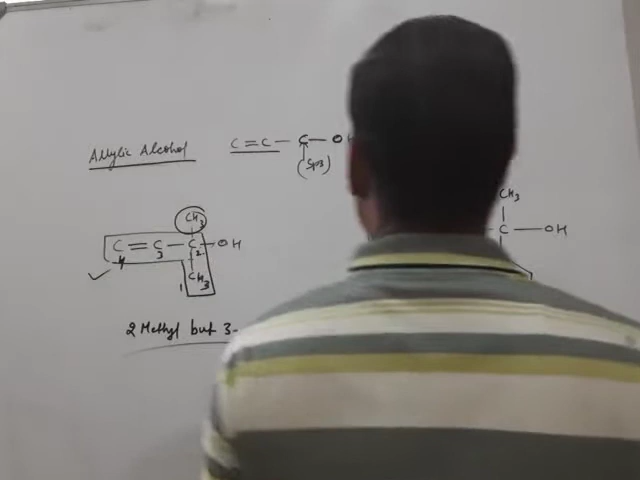 Allylic Alcohol
C=C-C-OH
(Sp3)
CH3
C=C-C-OH
4 3 2
1 CH3
2 Methyl but 3-
CH3
-C-OH